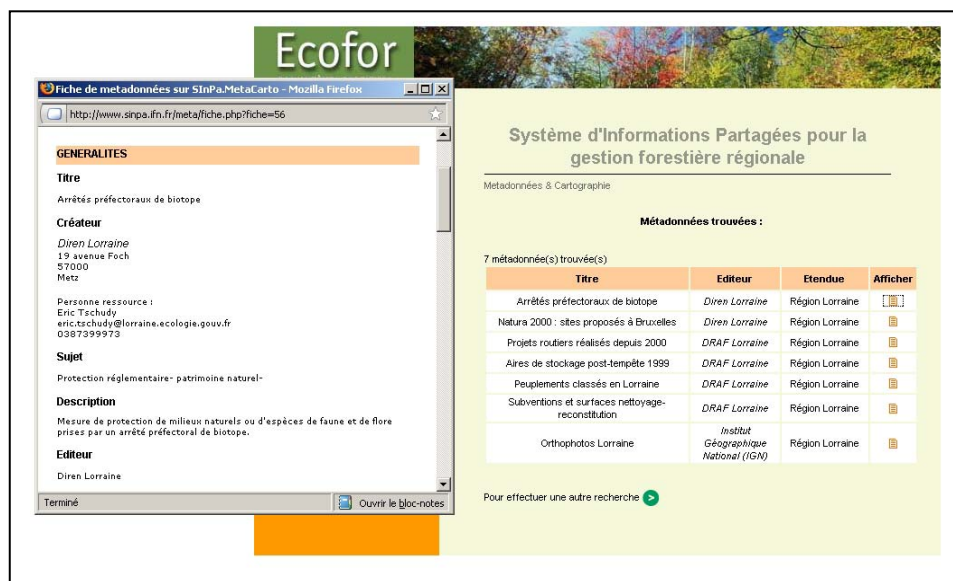 Ecofor
Fiche de metadonnées sur SInPa.MetaCarto - Mozilla Firefox
http://www.sinpa.ifn.fr/meta/fiche.php?fiche=56
GENERALITES
Titre
Arrêtés préfectoraux de biotope
Créateur
Diren Lorraine
19 avenue Foch
57000
Metz
Personne ressource :
Eric Tschudy
eric.tschudy@lorraine.ecologie.gouv.fr
0387399973
Sujet
Protection réglementaire- patrimoine naturel-
Description
Mesure de protection de milieux naturels ou d'espèces de faune et de flore
prises par un arrêté préfectoral de biotope.
Editeur
Diren Lorraine
Terminé
Ouvrir le bloc-notes
Système d'Informations Partagées pour la
gestion forestière régionale
Metadonnées & Cartographie
Métadonnées trouvées :
7 métadonnée(s) trouvée(s)
Titre Editeur Etendue Afficher
Arrêtés préfectoraux de biotope Diren Lorraine Région Lorraine
Natura 2000 : sites proposés à Bruxelles Diren Lorraine Région Lorraine
Projets routiers réalisés depuis 2000 DRAF Lorraine Région Lorraine
Aires de stockage post-tempête 1999 DRAF Lorraine Région Lorraine
Peuplements classés en Lorraine DRAF Lorraine Région Lorraine
Subventions et surfaces nettoyage-
reconstitution DRAF Lorraine Région Lorraine
Orthophotos Lorraine Institut
Géographique
National (IGN) Région Lorraine
Pour effectuer une autre recherche